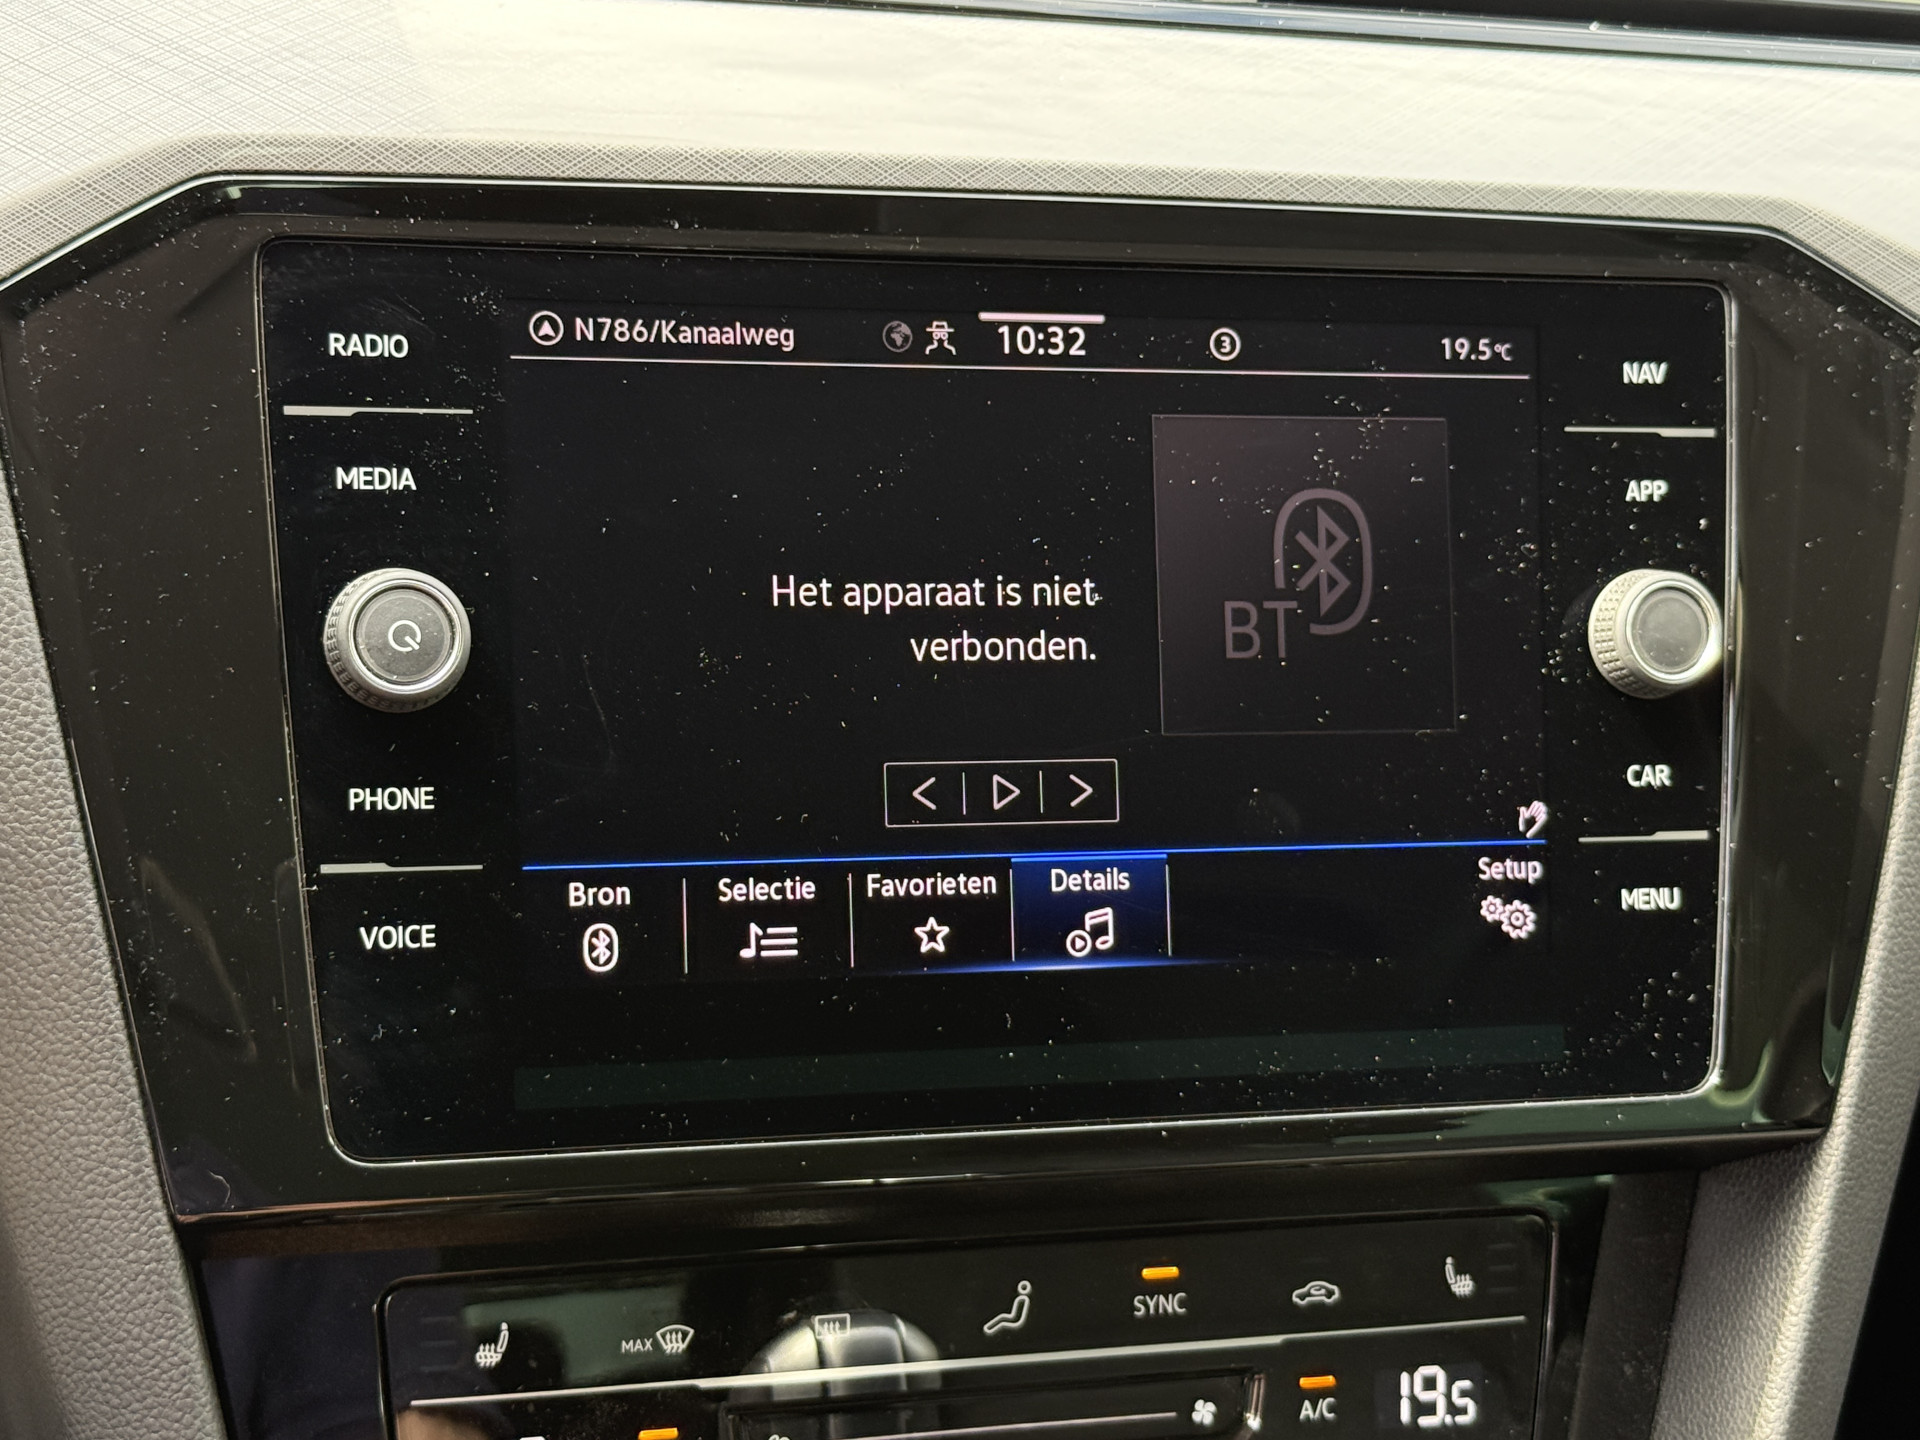 RADIO
MEDIA
PHONE
VOICE
N786/Kanaalweg
10:32
3
19.5°C
Het apparaat is niet
verbonden.
BT
Bron
Selectie
Favorieten
Details
Setup
NAV
APP
CAR
MENU
MAX
SYNC
A/C
19.5